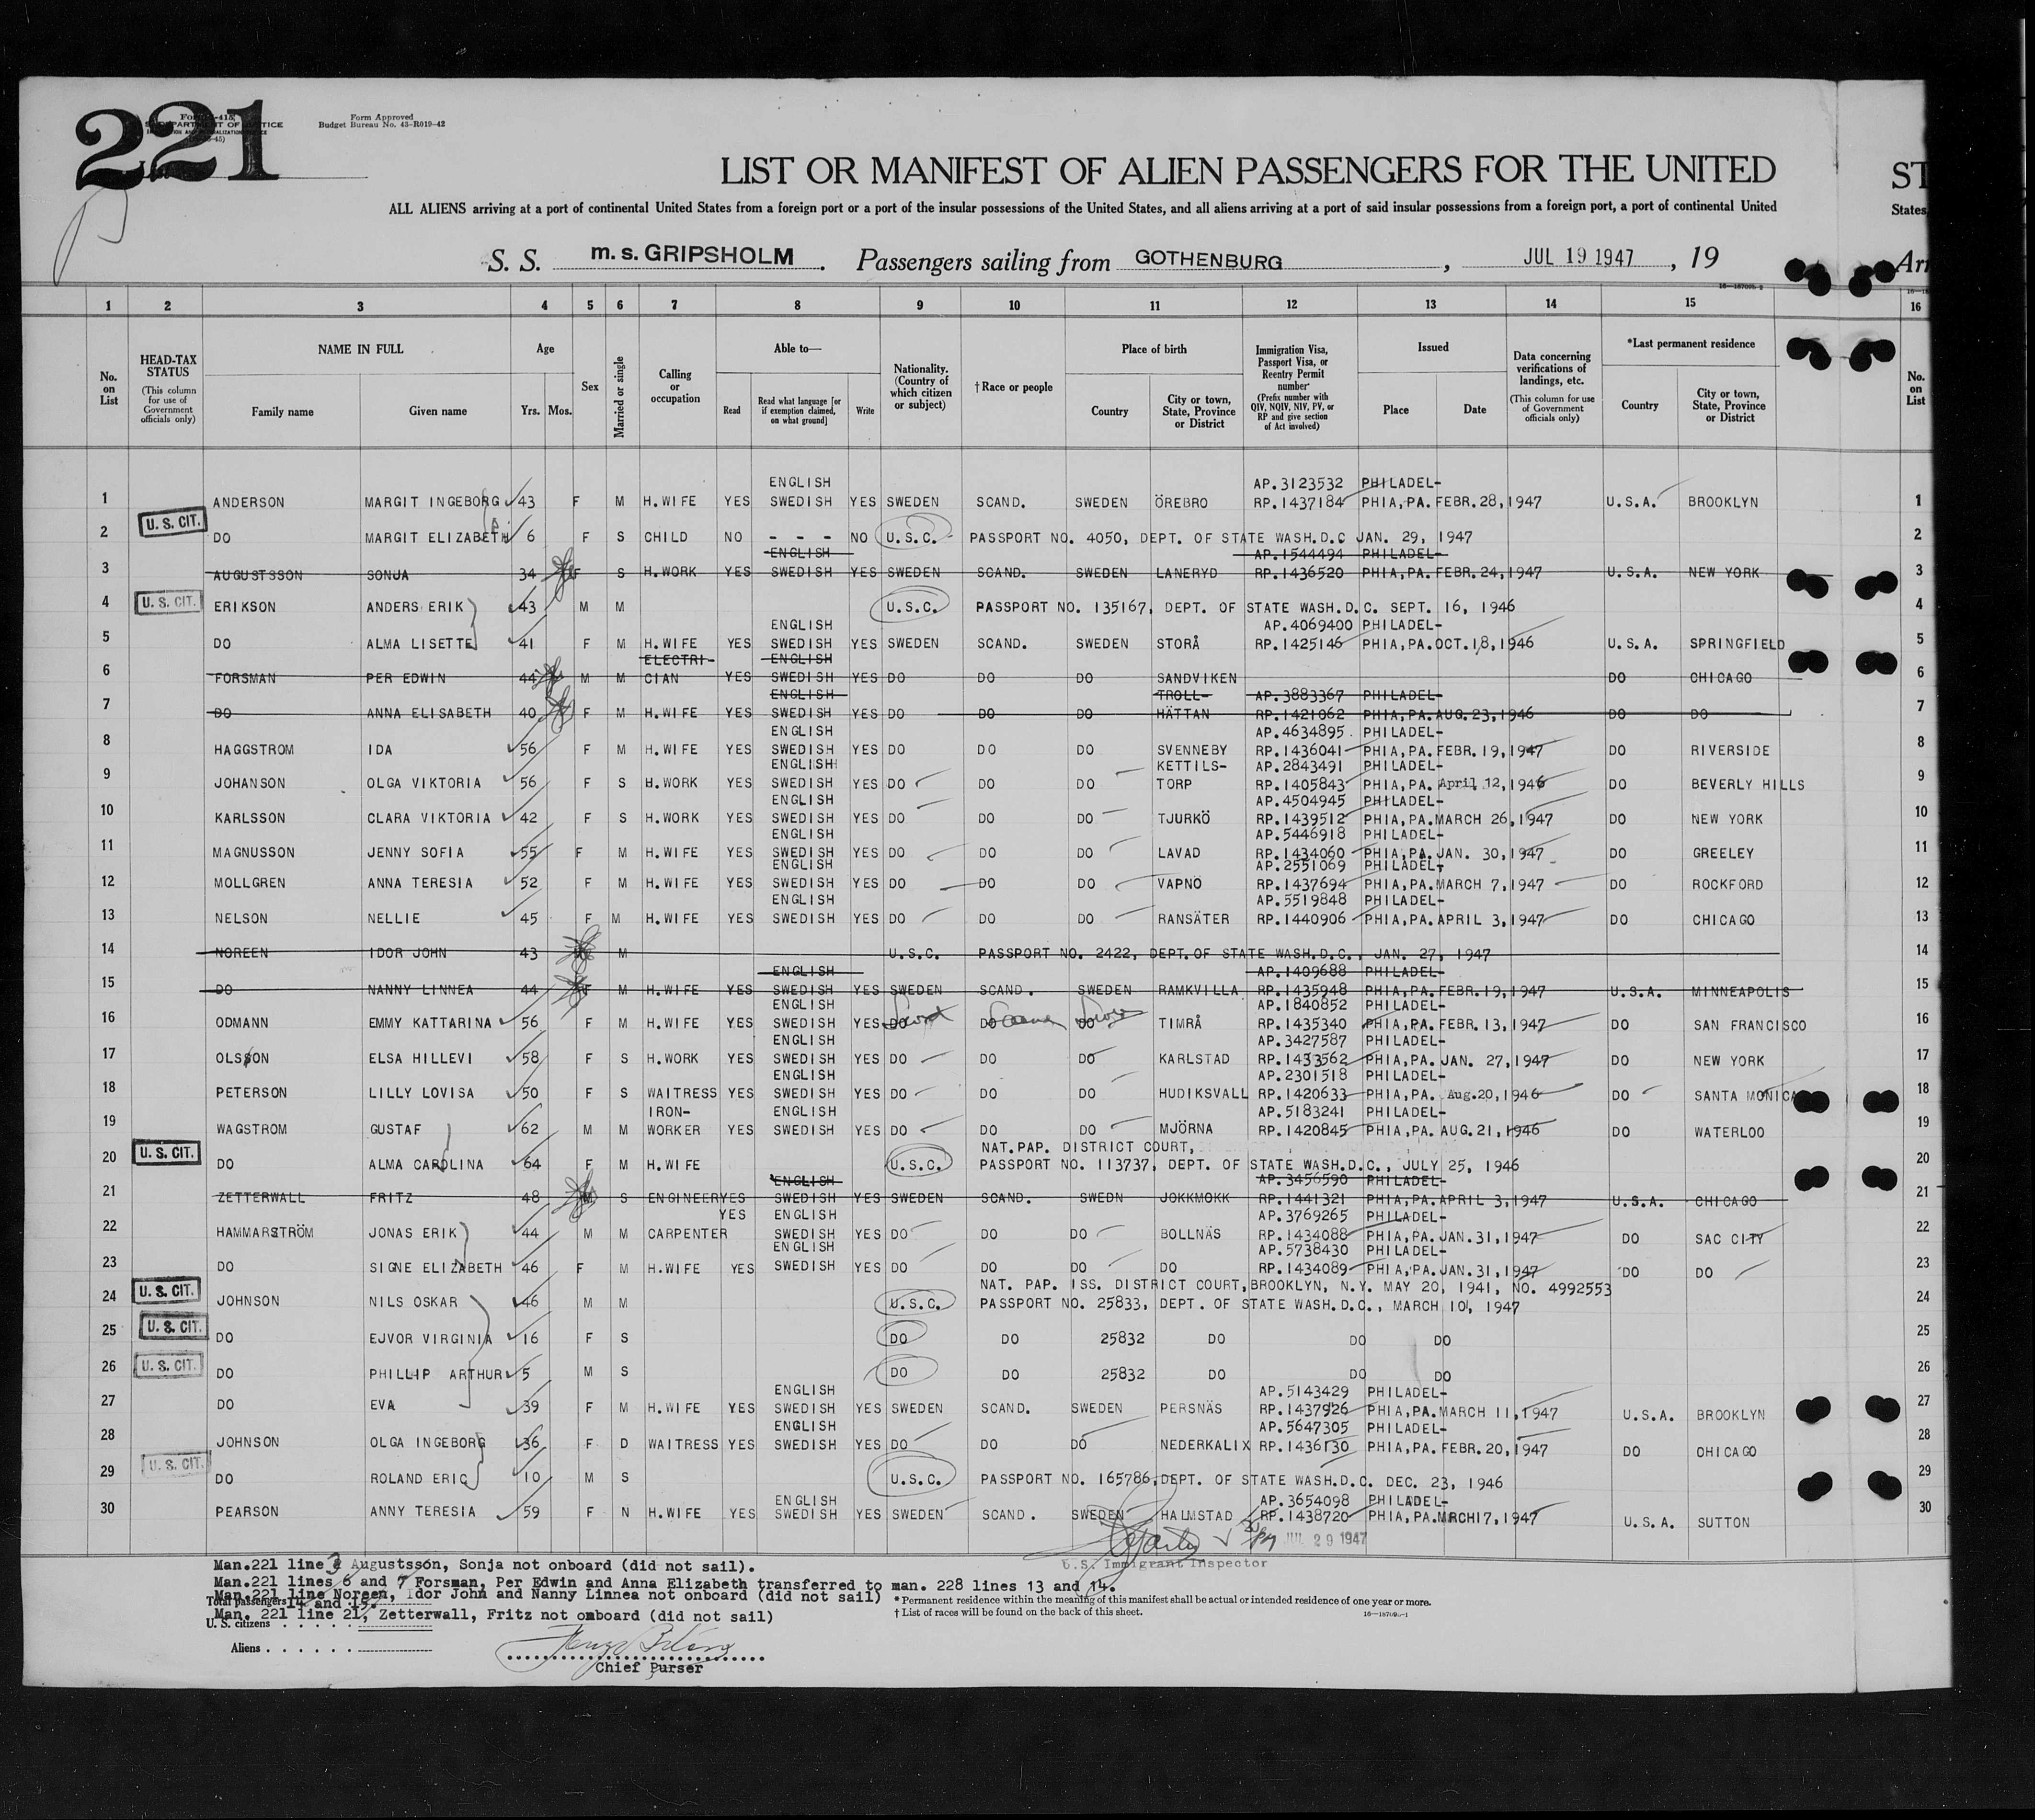 221
Form Approved
Budget Bureau No. 43-R019-42
LIST OR MANIFEST OF ALIEN PASSENGERS FOR THE UNITED
ST
ALL ALIENS arriving at a port of continental United States from a foreign port or a port of the insular possessions of the United States, and all aliens arriving at a port of said insular possessions from a foreign port, a port of continental United
States,
S. S. m.s. GRIPSHOLM. Passengers sailing from GOTHENBURG, JUL 19 1947, 19
Arr
1 2 3 4 5 6 7 8 9 10 11 12 13 14 15 16
No. on List
HEAD-TAX STATUS (This column for use of Government officials only)
NAME IN FULL Family name Given name
Age Yrs. Mos.
Sex
Married or single
Calling or occupation
Able to— Read Read what language [or if exemption claimed, on what ground] Write
Nationality. (Country of which citizen or subject)
† Race or people
Place of birth Country City or town, State, Province or District
Immigration Visa, Passport Visa, or Reentry Permit number (Prefix number with QIV, NQIV, NIV, PV, or RP and give section of Act involved)
Issued Place Date
Data concerning verifications of landings, etc. (This column for use of Government officials only)
*Last permanent residence Country City or town, State, Province or District
No. on List
ENGLISH AP.3123532 PHILADEL-
1 ANDERSON MARGIT INGEBORG 43 F M H.WIFE YES SWEDISH YES SWEDEN SCAND. SWEDEN ÖREBRO RP.1437184 PHIA,PA. FEBR.28,1947 U.S.A. BROOKLYN 1
2 U. S. CIT. DO MARGIT ELIZABETH 6 F S CHILD NO - - - NO U.S.C. PASSPORT NO. 4050, DEPT. OF STATE WASH.D.C JAN. 29, 1947 2
ENGLISH AP.1544494 PHILADEL-
3 AUGUSTSSON SONJA 34 F S H.WORK YES SWEDISH YES SWEDEN SCAND. SWEDEN LANERYD RP.1436520 PHIA,PA. FEBR.24,1947 U.S.A. NEW YORK 3
4 U. S. CIT. ERIKSON ANDERS ERIK 43 M M U.S.C. PASSPORT NO. 135167, DEPT. OF STATE WASH.D.C. SEPT. 16, 1946 4
ENGLISH AP.4069400 PHILADEL-
5 DO ALMA LISETTE 41 F M H.WIFE YES SWEDISH YES SWEDEN SCAND. SWEDEN STORÅ RP.1425146 PHIA,PA.OCT.18,1946 U.S.A. SPRINGFIELD 5
ELECTRI- ENGLISH
6 FORSMAN PER EDWIN 44 M M CIAN YES SWEDISH YES DO DO DO SANDVIKEN DO CHICAGO 6
ENGLISH TROLL- AP.3883367 PHILADEL-
7 DO ANNA ELISABETH 40 F M H.WIFE YES SWEDISH YES DO DO DO HÄTTAN RP.1421062 PHIA,PA.AUG.23,1946 DO DO 7
ENGLISH AP.4634895 PHILADEL-
8 HAGGSTROM IDA 56 F M H.WIFE YES SWEDISH YES DO DO DO SVENNEBY RP.1436041 PHIA,PA.FEBR.19,1947 DO RIVERSIDE 8
ENGLISH KETTILS- AP.2843491 PHILADEL-
9 JOHANSON OLGA VIKTORIA 56 F S H.WORK YES SWEDISH YES DO DO DO TORP RP.1405843 PHIA,PA. April 12,1946 DO BEVERLY HILLS 9
ENGLISH AP.4504945 PHILADEL-
10 KARLSSON CLARA VIKTORIA 42 F S H.WORK YES SWEDISH YES DO DO DO TJURKÖ RP.1439512 PHIA,PA.MARCH 26,1947 DO NEW YORK 10
ENGLISH AP.5446918 PHILADEL-
11 MAGNUSSON JENNY SOFIA 55 F M H.WIFE YES SWEDISH YES DO DO DO LAVAD RP.1434060 PHIA,PA.JAN. 30,1947 DO GREELEY 11
ENGLISH AP.2551069 PHILADEL-
12 MOLLGREN ANNA TERESIA 52 F M H.WIFE YES SWEDISH YES DO DO DO VAPNÖ RP.1437694 PHIA,PA.MARCH 7,1947 DO ROCKFORD 12
ENGLISH AP.5519848 PHILADEL-
13 NELSON NELLIE 45 F M H.WIFE YES SWEDISH YES DO DO DO RANSÄTER RP.1440906 PHIA,PA.APRIL 3,1947 DO CHICAGO 13
14 NOREEN IDOR JOHN 43 M U.S.C. PASSPORT NO. 2422, DEPT.OF STATE WASH.D.C., JAN. 27, 1947 14
ENGLISH AP.1409688 PHILADEL-
15 DO NANNY LINNEA 44 F M H.WIFE YES SWEDISH YES SWEDEN SCAND. SWEDEN RAMKVILLA RP.1435948 PHIA,PA.FEBR.19,1947 U.S.A. MINNEAPOLIS 15
ENGLISH AP.1840852 PHILADEL-
16 ODMANN EMMY KATTARINA 56 F M H.WIFE YES SWEDISH YES DO DO DO TIMRÅ RP.1435340 PHIA,PA.FEBR.13,1947 DO SAN FRANCISCO 16
ENGLISH AP.3427587 PHILADEL-
17 OLSSON ELSA HILLEVI 58 F S H.WORK YES SWEDISH YES DO DO DO KARLSTAD RP.1433562 PHIA,PA. JAN. 27,1947 DO NEW YORK 17
ENGLISH AP.2301518 PHILADEL-
18 PETERSON LILLY LOVISA 50 F S WAITRESS YES SWEDISH YES DO DO DO HUDIKSVALL RP.1420633 PHIA,PA. Aug.20,1946 DO SANTA MONICA 18
IRON- ENGLISH AP.5183241 PHILADEL-
19 WAGSTROM GUSTAF 62 M M WORKER YES SWEDISH YES DO DO DO MJÖRNA RP.1420845 PHIA,PA. AUG.21,1946 DO WATERLOO 19
NAT.PAP. DISTRICT COURT,
20 U. S. CIT. DO ALMA CAROLINA 64 F M H.WIFE U.S.C. PASSPORT NO. 113737, DEPT. OF STATE WASH.D.C., JULY 25, 1946 20
ENGLISH AP.3456590 PHILADEL-
21 ZETTERWALL FRITZ 48 M S ENGINEER YES SWEDISH YES SWEDEN SCAND. SWEDN JOKKMOKK RP.1441321 PHIA,PA.APRIL 3,1947 U.S.A. CHICAGO 21
YES ENGLISH AP.3769265 PHILADEL-
22 HAMMARSTRÖM JONAS ERIK 44 M M CARPENTER SWEDISH YES DO DO DO BOLLNÄS RP.1434088 PHIA,PA.JAN.31,1947 DO SAC CITY 22
ENGLISH AP.5738430 PHILADEL-
23 DO SIGNE ELIZABETH 46 F M H.WIFE YES SWEDISH YES DO DO DO DO RP.1434089 PHIA,PA.JAN.31,1947 DO DO 23
NAT. PAP. ISS. DISTRICT COURT,BROOKLYN, N.Y. MAY 20, 1941, NO. 4992553
24 U. S. CIT. JOHNSON NILS OSKAR 46 M M U.S.C. PASSPORT NO. 25833, DEPT. OF STATE WASH.D.C., MARCH 10, 1947 24
25 U. S. CIT. DO EJVOR VIRGINIA 16 F S DO DO 25832 DO DO DO 25
26 U. S. CIT. DO PHILLIP ARTHUR 5 M S DO DO 25832 DO DO DO 26
ENGLISH AP.5143429 PHILADEL-
27 DO EVA 39 F M H.WIFE YES SWEDISH YES SWEDEN SCAND. SWEDEN PERSNÄS RP.1437926 PHIA,PA.MARCH 11,1947 U.S.A. BROOKLYN 27
ENGLISH AP.5647305 PHILADEL-
28 JOHNSON OLGA INGEBORG 36 F D WAITRESS YES SWEDISH YES DO DO DO NEDERKALIX RP.1436130 PHIA,PA.FEBR.20,1947 DO CHICAGO 28
29 U. S. CIT. DO ROLAND ERIC 10 M S U.S.C. PASSPORT NO. 165786,DEPT. OF STATE WASH.D.C. DEC. 23, 1946 29
ENGLISH AP.3654098 PHILADEL-
30 PEARSON ANNY TERESIA 59 F N H.WIFE YES SWEDISH YES SWEDEN SCAND. SWEDEN HALMSTAD RP.1438720 PHIA,PA.MRCH17,1947 U.S.A. SUTTON 30
JUL 29 1947
U.S. Immigrant Inspector
Man.221 line 3 Augustsson, Sonja not onboard (did not sail).
Man.221 lines 6 and 7 Forsman, Per Edwin and Anna Elizabeth transferred to man. 228 lines 13 and 14.
Man.221 line Noreen, Idor John and Nanny Linnea not onboard (did not sail)
Total passengers 14 and 15.
* Permanent residence within the meaning of this manifest shall be actual or intended residence of one year or more.
Man. 221 line 21, Zetterwall, Fritz not onboard (did not sail)
† List of races will be found on the back of this sheet.
U. S. citizens
Aliens
Chief Purser